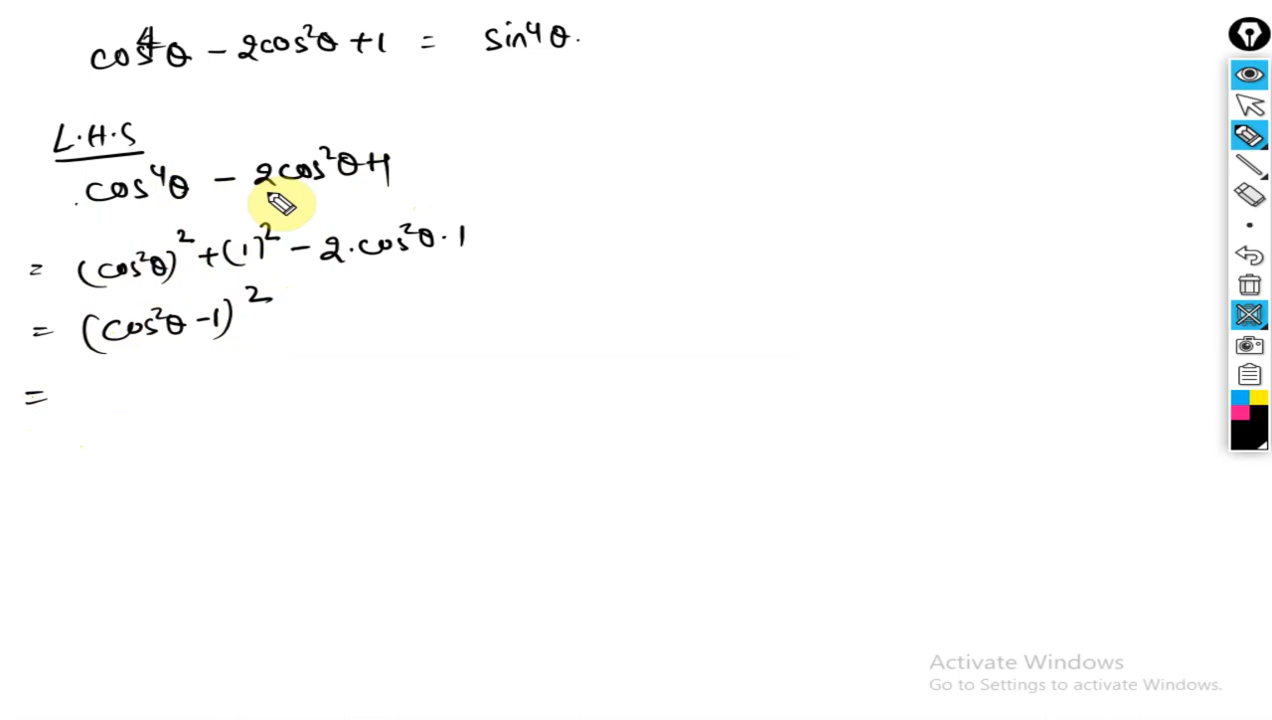 cos⁴θ - 2cos²θ + 1 = sin⁴θ.
L.H.S
cos⁴θ - 2cos²θ+1
= (cos²θ)² + (1)² - 2·cos²θ·1
= (cos²θ - 1)²
=
Activate Windows
Go to Settings to activate Windows.